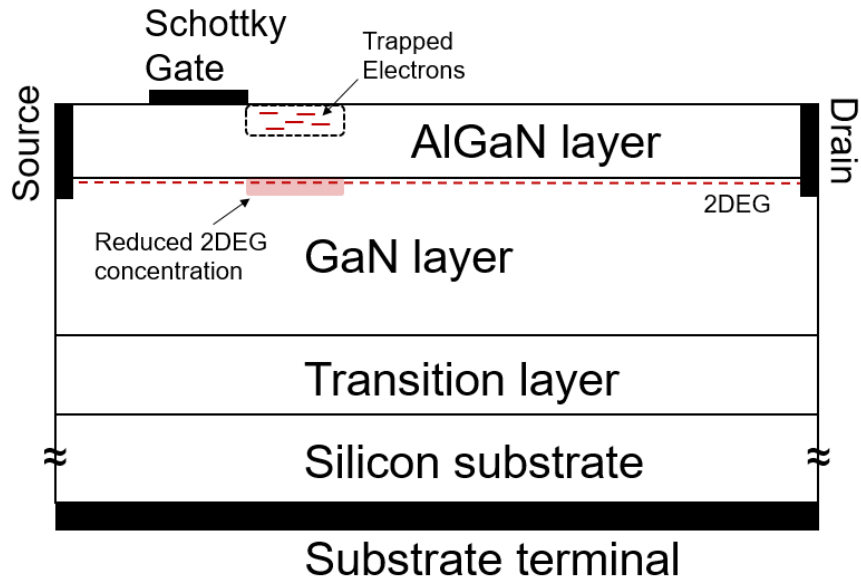 Schottky
Gate
Trapped
Electrons
Source
Drain
AlGaN layer
2DEG
Reduced 2DEG
concentration
GaN layer
Transition layer
≈
≈
Silicon substrate
Substrate terminal